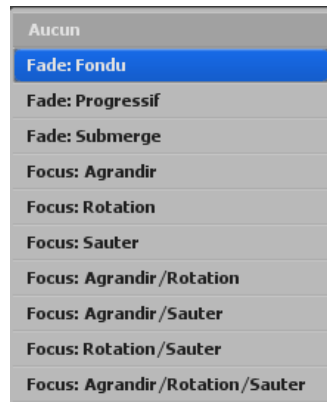 Aucun
Fade: Fondu
Fade: Progressif
Fade: Submerge
Focus: Agrandir
Focus: Rotation
Focus: Sauter
Focus: Agrandir/Rotation
Focus: Agrandir/Sauter
Focus: Rotation/Sauter
Focus: Agrandir/Rotation/Sauter